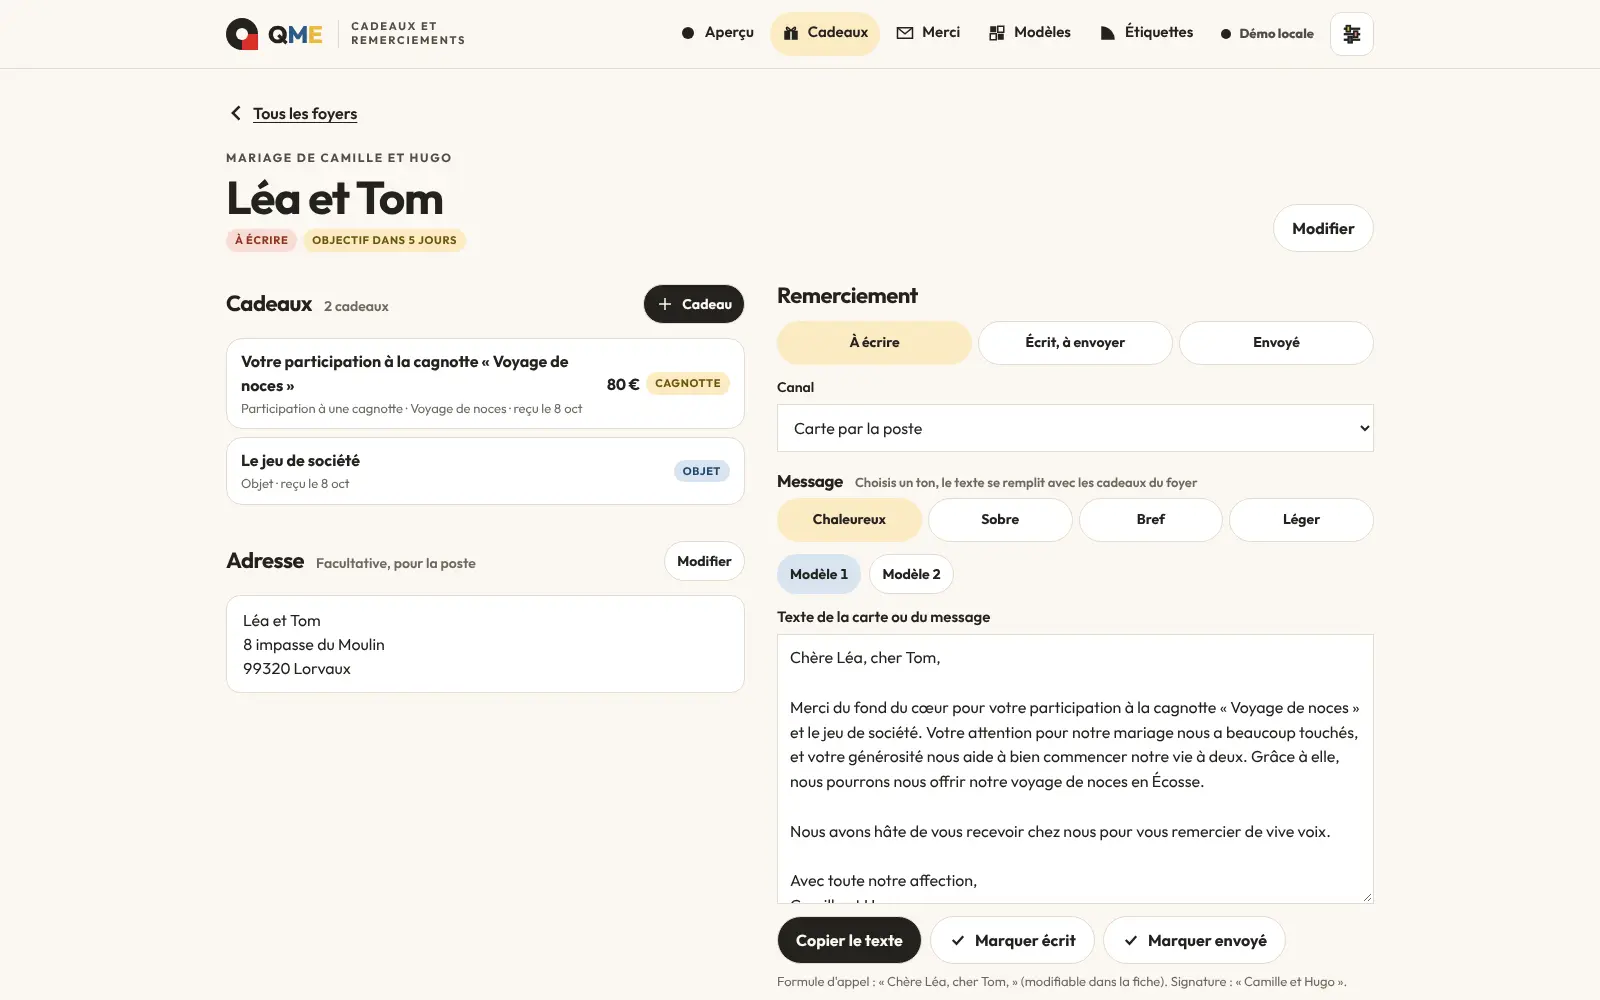 QME
CADEAUX ET
REMERCIEMENTS
Aperçu
Cadeaux
Merci
Modèles
Étiquettes
Démo locale
Tous les foyers
MARIAGE DE CAMILLE ET HUGO
Léa et Tom
À ÉCRIRE
OBJECTIF DANS 5 JOURS
Modifier
Cadeaux
2 cadeaux
Cadeau
Votre participation à la cagnotte « Voyage de
noces »
80 €
CAGNOTTE
Participation à une cagnotte · Voyage de noces · reçu le 8 oct
Le jeu de société
OBJET
Objet · reçu le 8 oct
Adresse
Facultative, pour la poste
Modifier
Léa et Tom
8 impasse du Moulin
99320 Lorvaux
Remerciement
À écrire
Écrit, à envoyer
Envoyé
Canal
Carte par la poste
Message
Choisis un ton, le texte se remplit avec les cadeaux du foyer
Chaleureux
Sobre
Bref
Léger
Modèle 1
Modèle 2
Texte de la carte ou du message
Chère Léa, cher Tom,
Merci du fond du cœur pour votre participation à la cagnotte « Voyage de noces »
et le jeu de société. Votre attention pour notre mariage nous a beaucoup touchés,
et votre générosité nous aide à bien commencer notre vie à deux. Grâce à elle,
nous pourrons nous offrir notre voyage de noces en Écosse.
Nous avons hâte de vous recevoir chez nous pour vous remercier de vive voix.
Avec toute notre affection,
Copier le texte
Marquer écrit
Marquer envoyé
Formule d'appel : « Chère Léa, cher Tom, » (modifiable dans la fiche). Signature : « Camille et Hugo ».